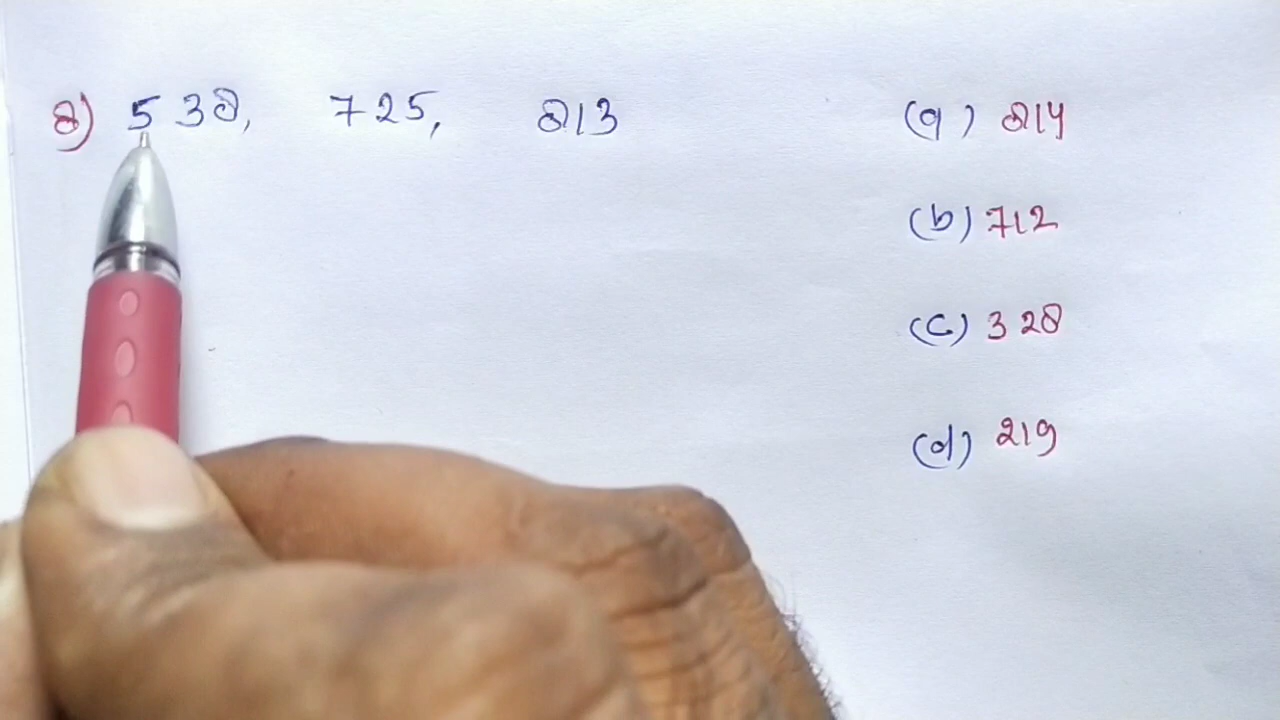 8) 538, 725, 813
(a) 814
(b) 712
(c) 328
(d) 219